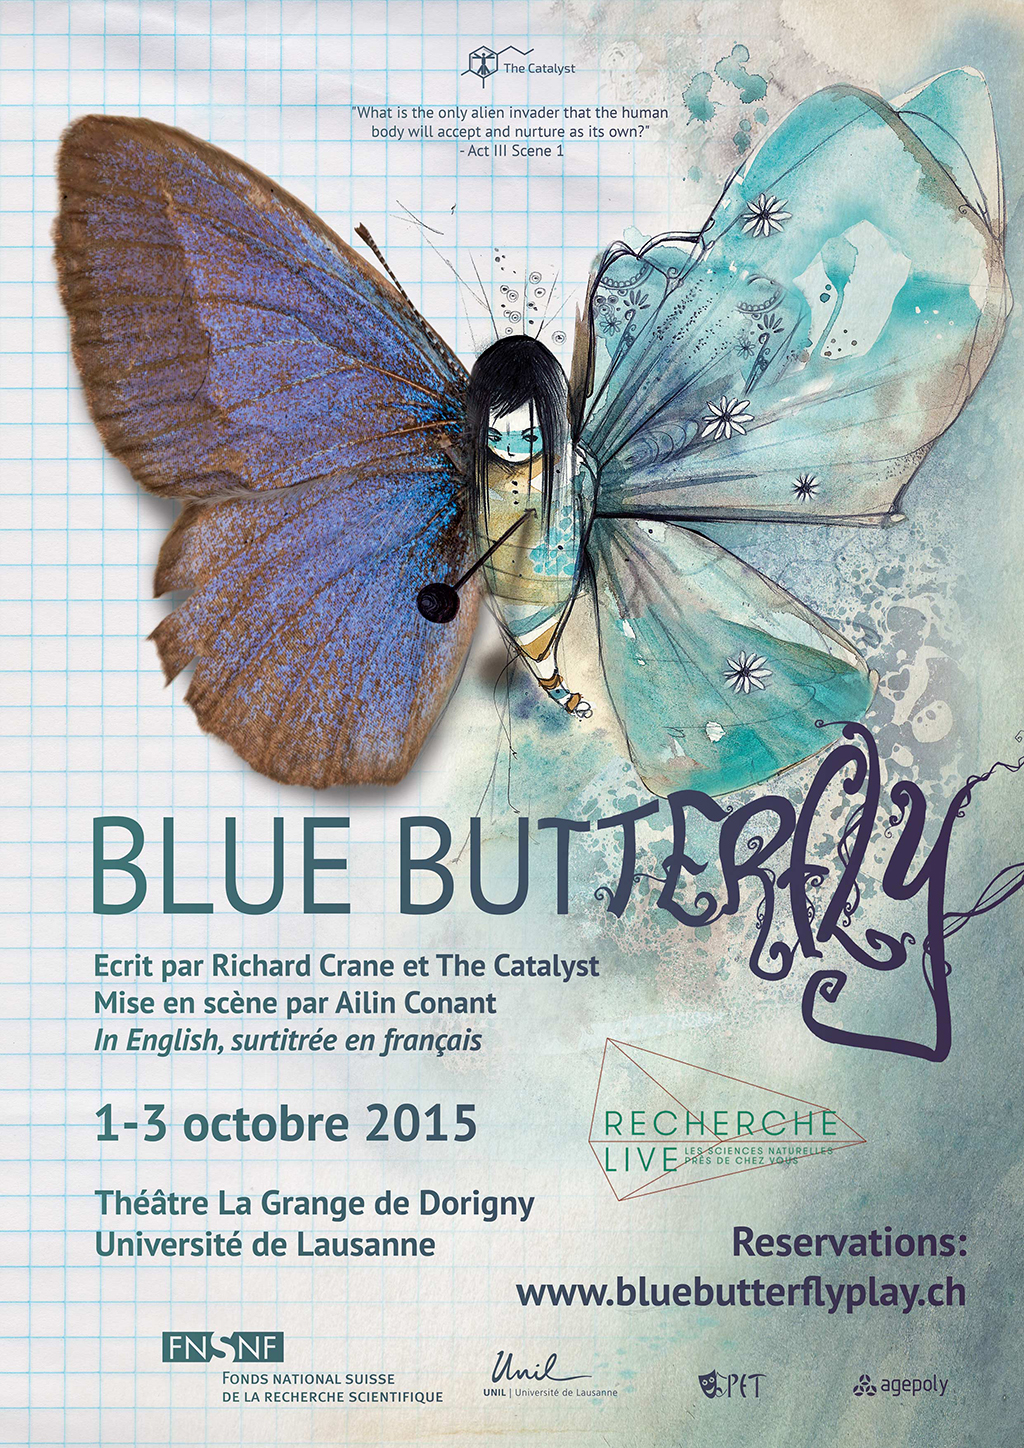 The Catalyst
"What is the only alien invader that the human
body will accept and nurture as its own?"
- Act III Scene 1
BLUE BUTTERFLY
Ecrit par Richard Crane et The Catalyst
Mise en scène par Ailin Conant
In English, surtitrée en français
1-3 octobre 2015
RECHERCHE
LIVE LES SCIENCES NATURELLES
PRÈS DE CHEZ VOUS
Théâtre La Grange de Dorigny
Université de Lausanne
Reservations:
www.bluebutterflyplay.ch
FNSNF
FONDS NATIONAL SUISSE
DE LA RECHERCHE SCIENTIFIQUE
Unil
UNIL | Université de Lausanne
PET
agepoly